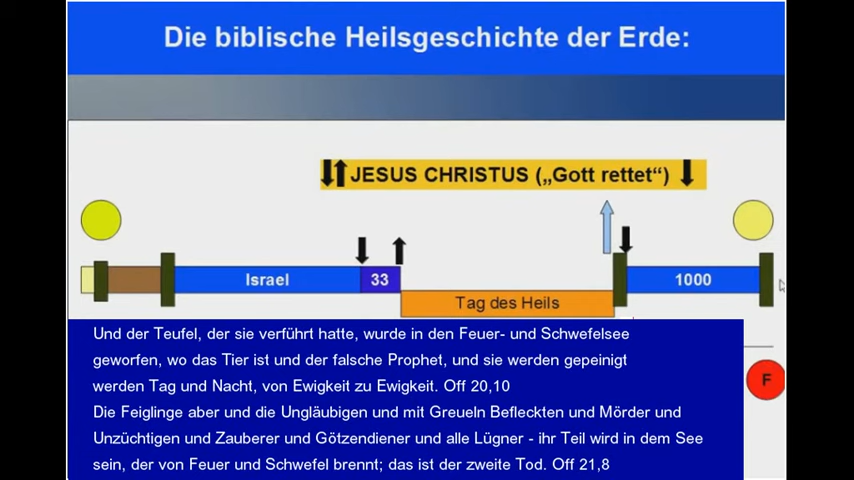 Die biblische Heilsgeschichte der Erde:
JESUS CHRISTUS („Gott rettet“)
Israel
33
1000
Tag des Heils
Und der Teufel, der sie verführt hatte, wurde in den Feuer- und Schwefelsee
geworfen, wo das Tier ist und der falsche Prophet, und sie werden gepeinigt
werden Tag und Nacht, von Ewigkeit zu Ewigkeit. Off 20,10
Die Feiglinge aber und die Ungläubigen und mit Greueln Befleckten und Mörder und
Unzüchtigen und Zauberer und Götzendiener und alle Lügner - ihr Teil wird in dem See
sein, der von Feuer und Schwefel brennt; das ist der zweite Tod. Off 21,8
F